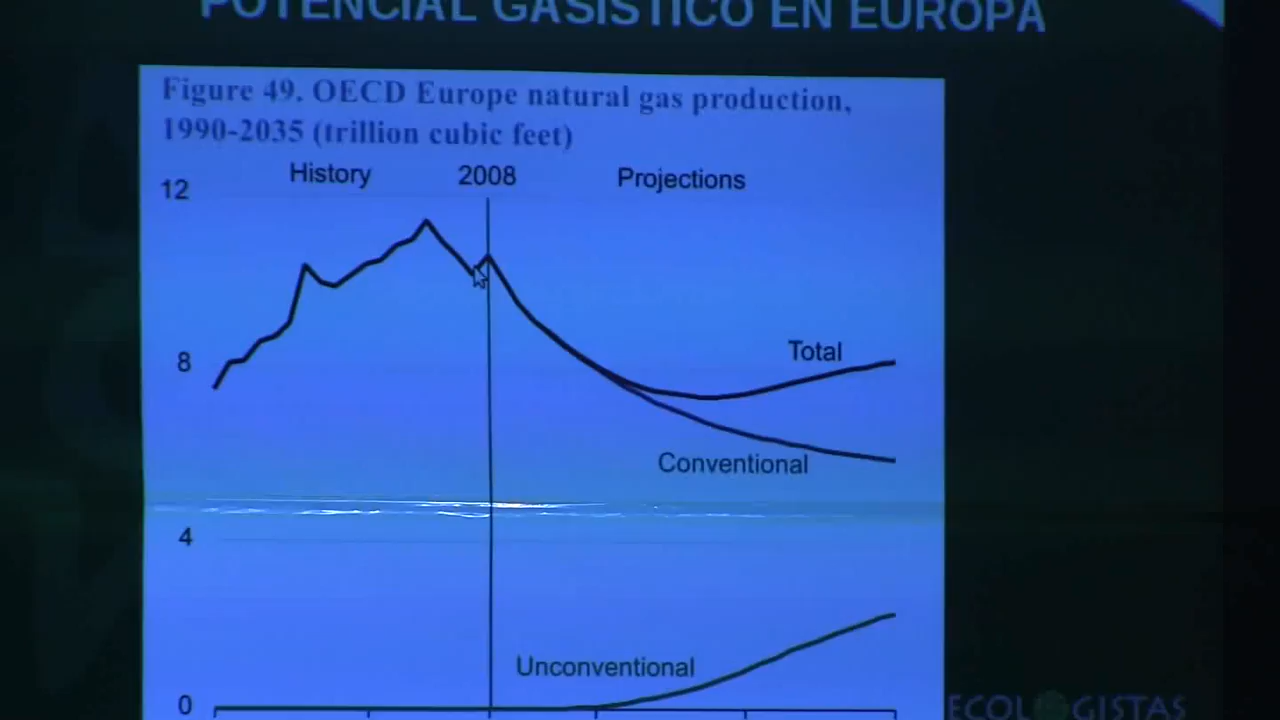 POTENCIAL GASÍSTICO EN EUROPA
Figure 49. OECD Europe natural gas production,
1990-2035 (trillion cubic feet)
History 2008 Projections
12
8
Total
Conventional
4
Unconventional
0
ECOLOGISTAS